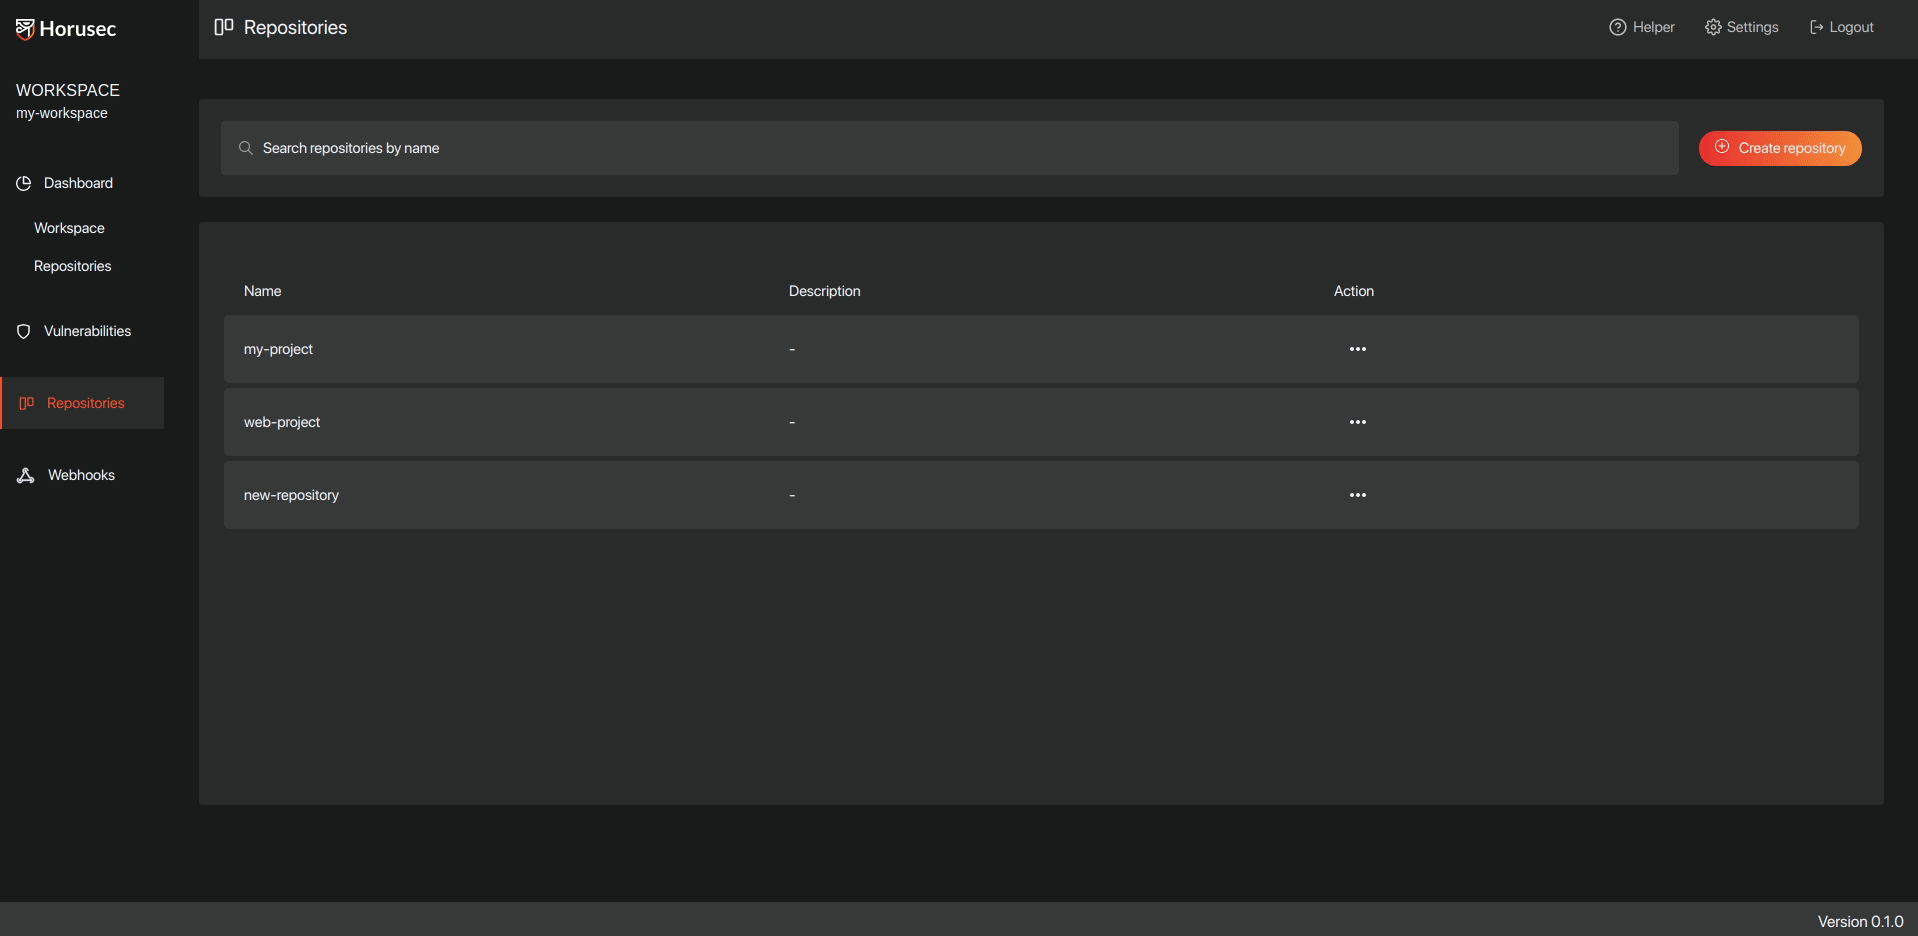 Horusec
Repositories
Helper
Settings
Logout
WORKSPACE
my-workspace
Dashboard
Workspace
Repositories
Vulnerabilities
Repositories
Webhooks
Search repositories by name
Create repository
Name Description Action
my-project - •••
web-project - •••
new-repository - •••
Version 0.1.0